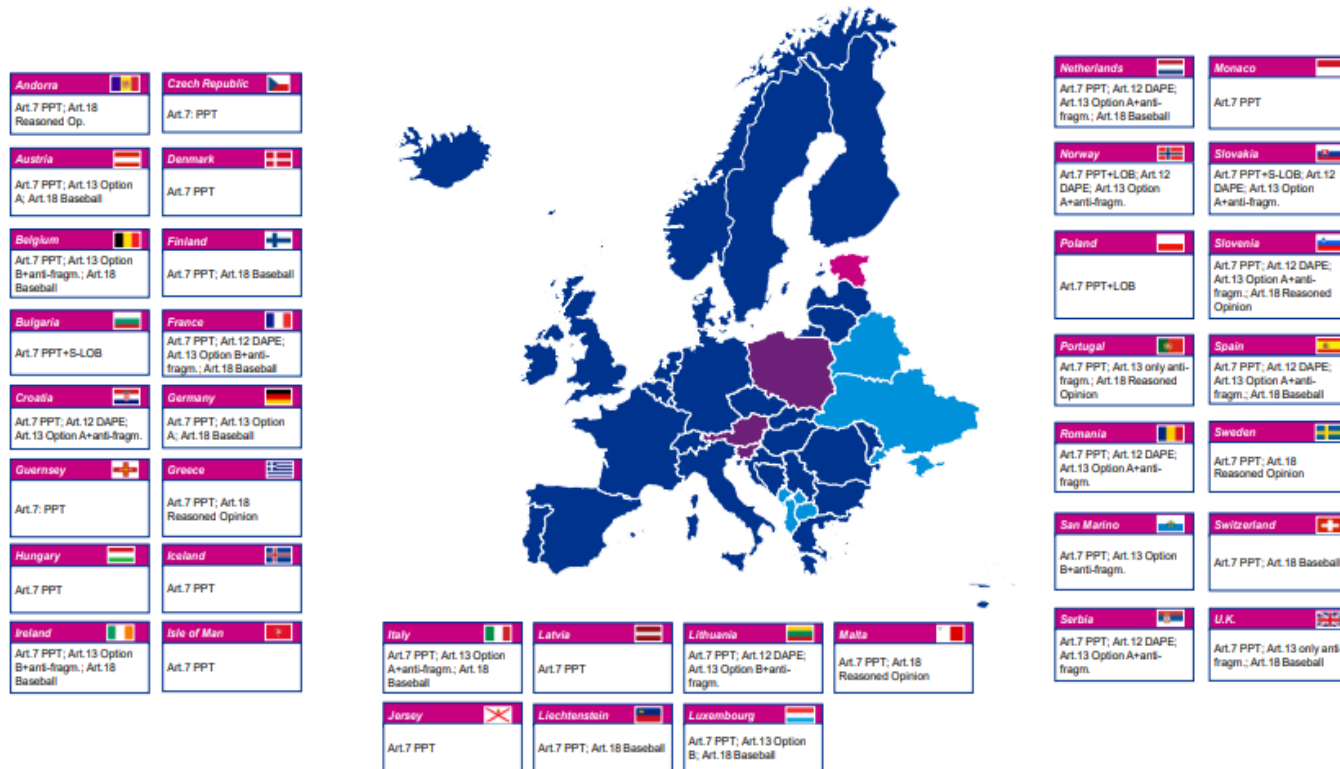 Andorra
Art.7 PPT; Art.18
Reasoned Op.
Czech Republic
Art.7: PPT
Austria
Art.7 PPT; Art.13 Option
A; Art.18 Baseball
Denmark
Art.7 PPT
Belgium
Art.7 PPT; Art.13 Option
B+anti-fragm.; Art.18
Baseball
Finland
Art.7 PPT; Art.18 Baseball
Bulgaria
Art.7 PPT+S-LOB
France
Art.7 PPT; Art.12 DAPE;
Art.13 Option B+anti-
fragm.; Art.18 Baseball
Croatia
Art.7 PPT; Art.12 DAPE;
Art.13 Option A+anti-fragm.
Germany
Art.7 PPT; Art.13 Option
A; Art.18 Baseball
Guernsey
Art.7: PPT
Greece
Art.7 PPT; Art.18
Reasoned Opinion
Hungary
Art.7 PPT
Iceland
Art.7 PPT
Ireland
Art.7 PPT; Art.13 Option
B+anti-fragm.; Art.18
Baseball
Isle of Man
Art.7 PPT
Italy
Art.7 PPT; Art.13 Option
A+anti-fragm.; Art.18
Baseball
Latvia
Art.7 PPT
Lithuania
Art.7 PPT; Art.12 DAPE;
Art.13 Option B+anti-
fragm.
Malta
Art.7 PPT; Art.18
Reasoned Opinion
Jersey
Art.7 PPT
Liechtenstein
Art.7 PPT; Art.18 Baseball
Luxembourg
Art.7 PPT; Art.13 Option
B; Art.18 Baseball
Netherlands
Art.7 PPT; Art.12 DAPE;
Art.13 Option A+anti-
fragm.; Art.18 Baseball
Monaco
Art.7 PPT
Norway
Art.7 PPT+LOB; Art.12
DAPE; Art.13 Option
A+anti-fragm.
Slovakia
Art.7 PPT+S-LOB; Art.12
DAPE; Art.13 Option
A+anti-fragm.
Poland
Art.7 PPT+LOB
Slovenia
Art.7 PPT; Art.12 DAPE;
Art.13 Option A+anti-
fragm.; Art.18 Reasoned
Opinion
Portugal
Art.7 PPT; Art.13 only anti-
fragm.; Art.18 Reasoned
Opinion
Spain
Art.7 PPT; Art.12 DAPE;
Art.13 Option A+anti-
fragm.; Art.18 Baseball
Romania
Art.7 PPT; Art.12 DAPE;
Art.13 Option A+anti-
fragm.
Sweden
Art.7 PPT; Art.18
Reasoned Opinion
San Marino
Art.7 PPT; Art.13 Option
B+anti-fragm.
Switzerland
Art.7 PPT; Art.18 Baseball
Serbia
Art.7 PPT; Art.12 DAPE;
Art.13 Option A+anti-
fragm.
U.K.
Art.7 PPT; Art.13 only anti-
fragm.; Art.18 Baseball